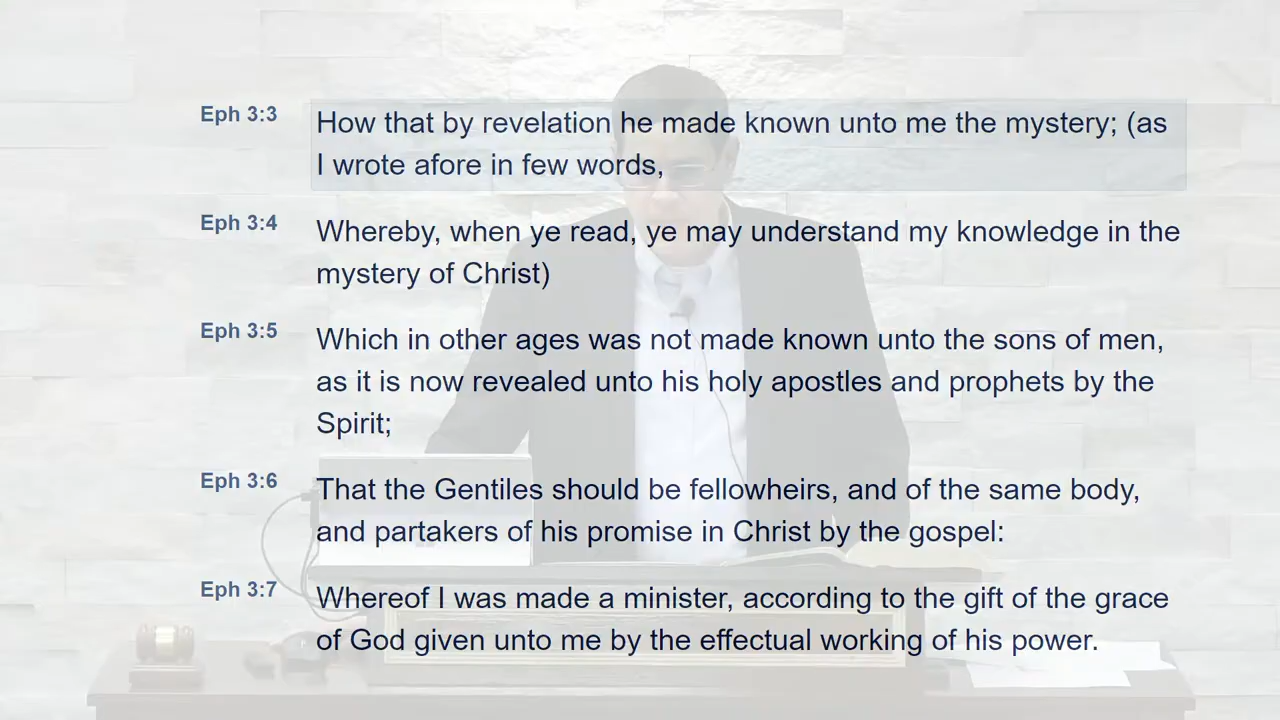 Eph 3:3
How that by revelation he made known unto me the mystery; (as
I wrote afore in few words,
Eph 3:4
Whereby, when ye read, ye may understand my knowledge in the
mystery of Christ)
Eph 3:5
Which in other ages was not made known unto the sons of men,
as it is now revealed unto his holy apostles and prophets by the
Spirit;
Eph 3:6
That the Gentiles should be fellowheirs, and of the same body,
and partakers of his promise in Christ by the gospel:
Eph 3:7
Whereof I was made a minister, according to the gift of the grace
of God given unto me by the effectual working of his power.